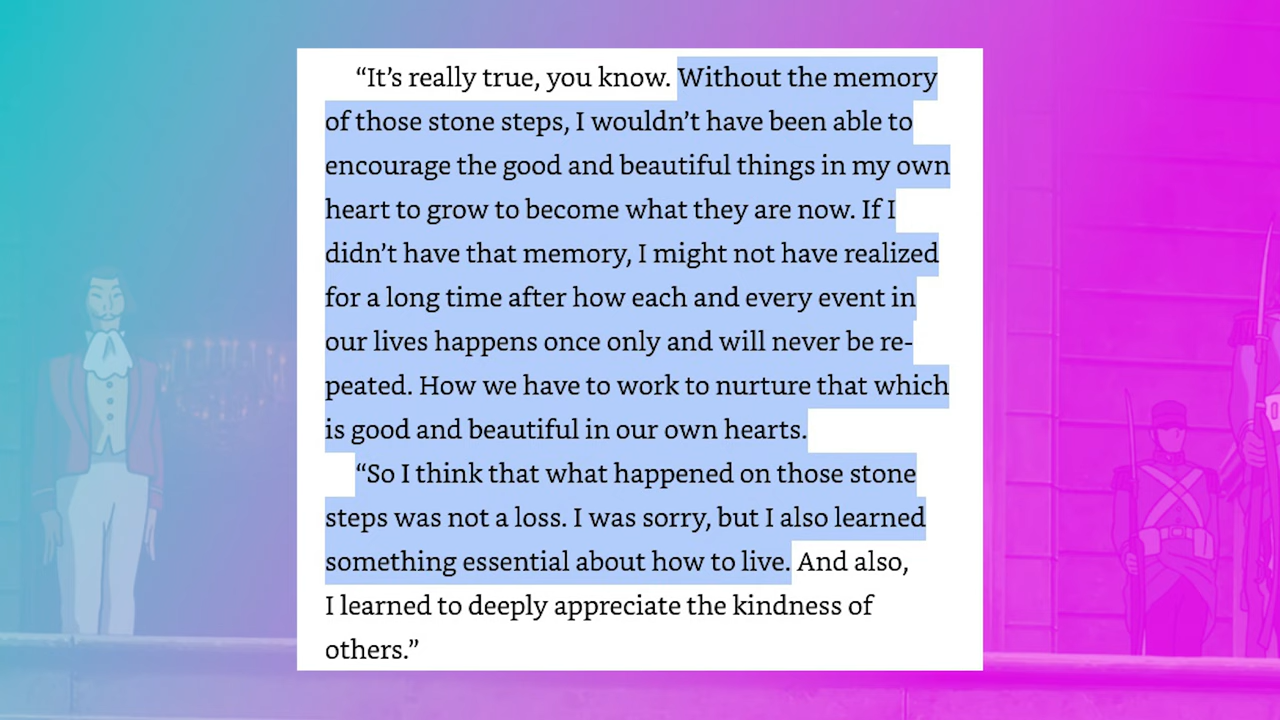 “It’s really true, you know. Without the memory
of those stone steps, I wouldn’t have been able to
encourage the good and beautiful things in my own
heart to grow to become what they are now. If I
didn’t have that memory, I might not have realized
for a long time after how each and every event in
our lives happens once only and will never be re-
peated. How we have to work to nurture that which
is good and beautiful in our own hearts.
“So I think that what happened on those stone
steps was not a loss. I was sorry, but I also learned
something essential about how to live. And also,
I learned to deeply appreciate the kindness of
others.”